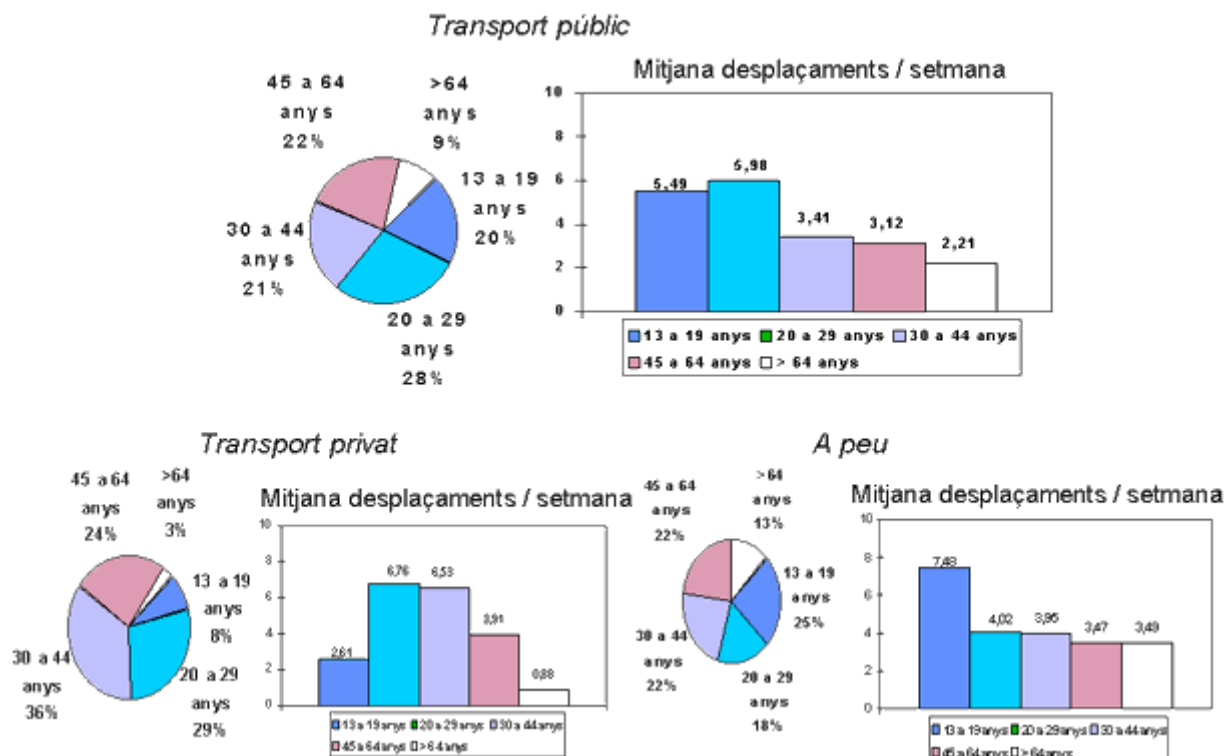 Transport públic
45 a 64
anys
22%
>64
anys
9%
13 a 19
anys
20%
30 a 44
anys
21%
20 a 29
anys
28%
Mitjana desplaçaments / setmana
10
8
6
4
2
0
5,49
5,98
3,41
3,12
2,21
13 a 19 anys 20 a 29 anys 30 a 44 anys
45 a 64 anys > 64 anys
Transport privat
45 a 64
anys
24%
>64
anys
3%
13 a 19
anys
8%
30 a 44
anys
36%
20 a 29
anys
29%
Mitjana desplaçaments / setmana
10
8
6
4
2
0
2,61
6,76
6,53
3,91
0,88
13 a 19 anys 20 a 29 anys 30 a 44 anys
45 a 64 anys > 64 anys
A peu
45 a 64
anys
22%
> 64
anys
13%
13 a 19
anys
25%
30 a 44
anys
22%
20 a 29
anys
18%
Mitjana desplaçaments / setmana
10
8
6
4
2
0
7,48
4,02
3,95
3,47
3,49
13 a 19 anys 20 a 29 anys 30 a 44 anys
45 a 64 anys > 64 anys